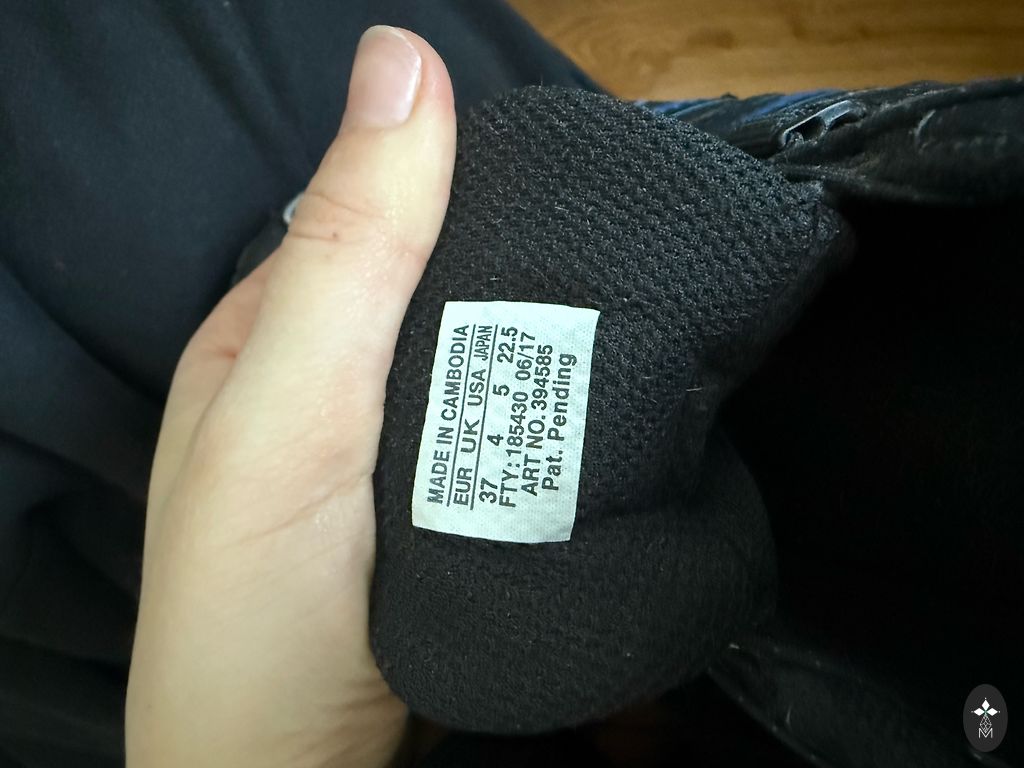 MADE IN CAMBODIA
EUR UK USA JAPAN
37 4 5 22.5
FTY: 185430 06/17
ART NO. 394585
Pat. Pending
M